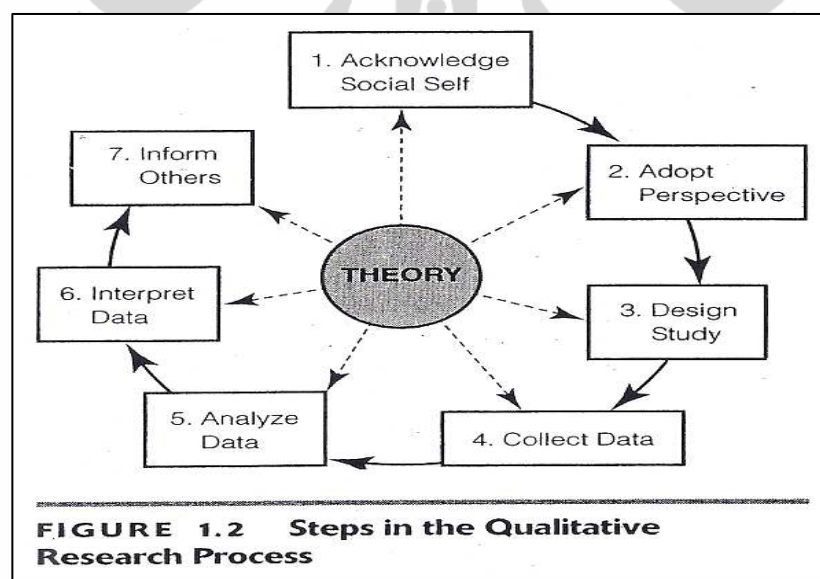 1. Acknowledge
Social Self
2. Adopt
Perspective
3. Design
Study
4. Collect Data
5. Analyze
Data
6. Interpret
Data
7. Inform
Others
THEORY
FIGURE 1.2 Steps in the Qualitative
Research Process